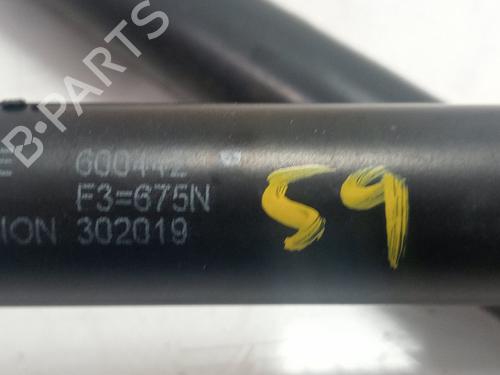 B-PARTS
E 600442
F3=675N
ION 302019
59